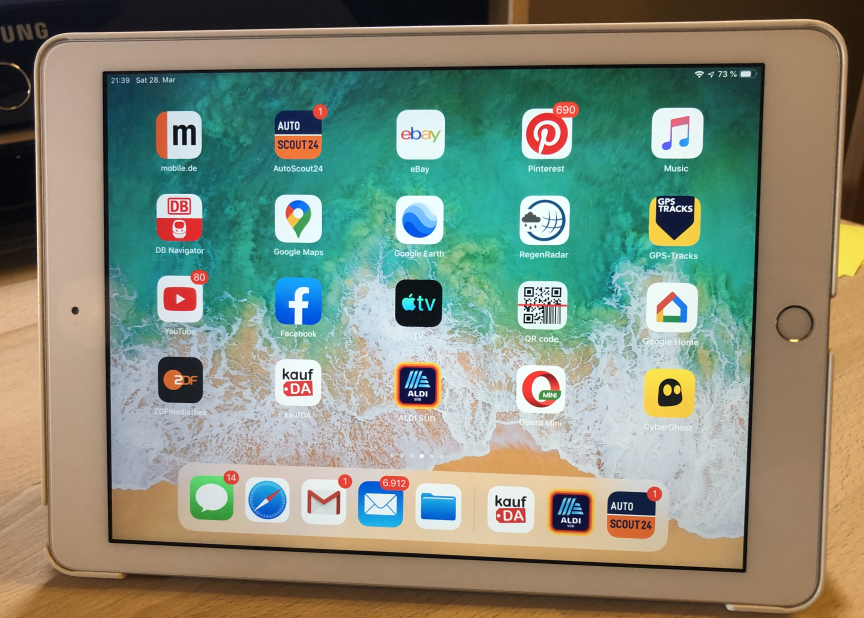 UNG
21:39 Sat 28. Mar
73 %
1
690
m
AUTO
SCOUT24
ebay
mobile.de
AutoScout24
eBay
Pinterest
Music
DB
GPS
TRACKS
DB Navigator
Google Maps
Google Earth
RegenRadar
GPS-Tracks
80
tv
YouTube
Facebook
TV
QR code
Google Home
ZDF
kauf
DA
ALDI
SÜD
MINI
ZDFmediathek
kaufDA
ALDI SÜD
Opera Mini
CyberGhost
14
1
6.912
1
kauf
DA
ALDI
SÜD
AUTO
SCOUT24